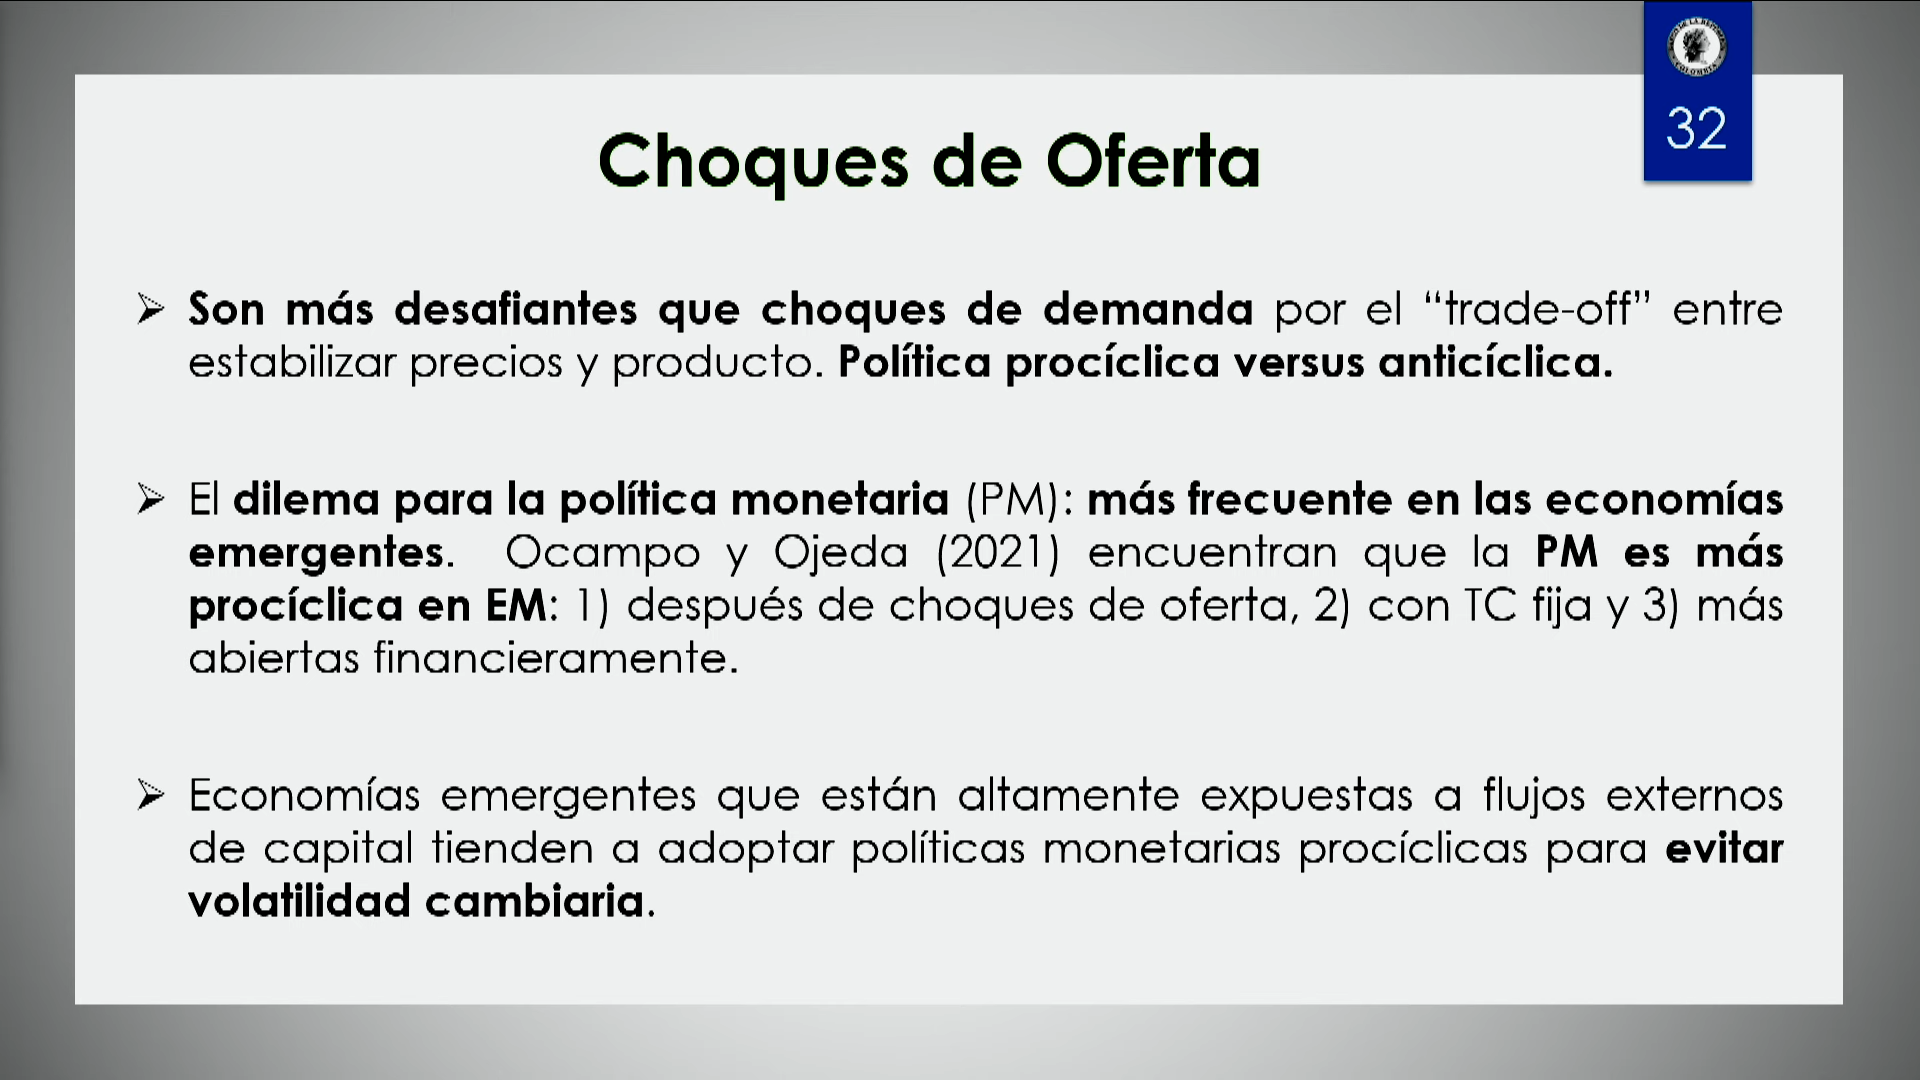 32
Choques de Oferta
➢ Son más desafiantes que choques de demanda por el “trade-off” entre
estabilizar precios y producto. Política procíclica versus anticíclica.
➢ El dilema para la política monetaria (PM): más frecuente en las economías
emergentes. Ocampo y Ojeda (2021) encuentran que la PM es más
procíclica en EM: 1) después de choques de oferta, 2) con TC fija y 3) más
abiertas financieramente.
➢ Economías emergentes que están altamente expuestas a flujos externos
de capital tienden a adoptar políticas monetarias procíclicas para evitar
volatilidad cambiaria.